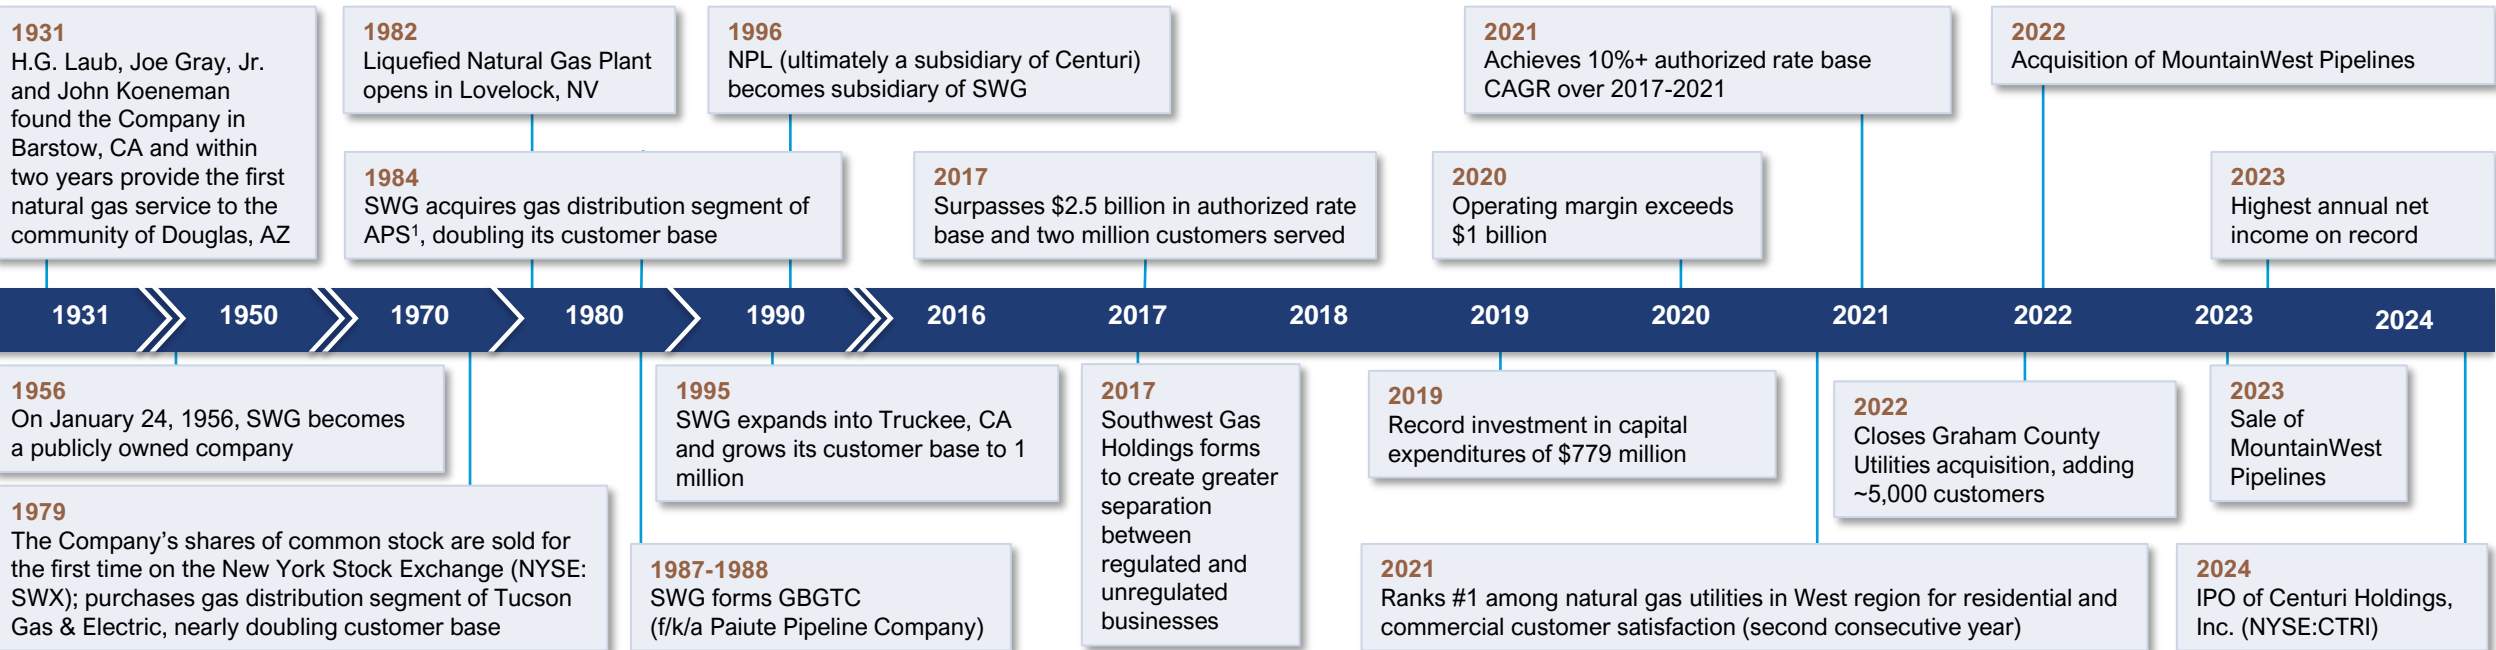 1931
H.G. Laub, Joe Gray, Jr.
and John Koeneman
found the Company in
Barstow, CA and within
two years provide the first
natural gas service to the
community of Douglas, AZ
1982
Liquefied Natural Gas Plant
opens in Lovelock, NV
1996
NPL (ultimately a subsidiary of Centuri)
becomes subsidiary of SWG
2021
Achieves 10%+ authorized rate base
CAGR over 2017-2021
2022
Acquisition of MountainWest Pipelines
1984
SWG acquires gas distribution segment of
APS¹, doubling its customer base
2017
Surpasses $2.5 billion in authorized rate
base and two million customers served
2020
Operating margin exceeds
$1 billion
2023
Highest annual net
income on record
1931 1950 1970 1980 1990 2016 2017 2018 2019 2020 2021 2022 2023 2024
1956
On January 24, 1956, SWG becomes
a publicly owned company
1995
SWG expands into Truckee, CA
and grows its customer base to 1
million
2017
Southwest Gas
Holdings forms
to create greater
separation
between
regulated and
unregulated
businesses
2019
Record investment in capital
expenditures of $779 million
2022
Closes Graham County
Utilities acquisition, adding
~5,000 customers
2023
Sale of
MountainWest
Pipelines
1979
The Company’s shares of common stock are sold for
the first time on the New York Stock Exchange (NYSE:
SWX); purchases gas distribution segment of Tucson
Gas & Electric, nearly doubling customer base
1987-1988
SWG forms GBGTC
(f/k/a Paiute Pipeline Company)
2021
Ranks #1 among natural gas utilities in West region for residential and
commercial customer satisfaction (second consecutive year)
2024
IPO of Centuri Holdings,
Inc. (NYSE:CTRI)